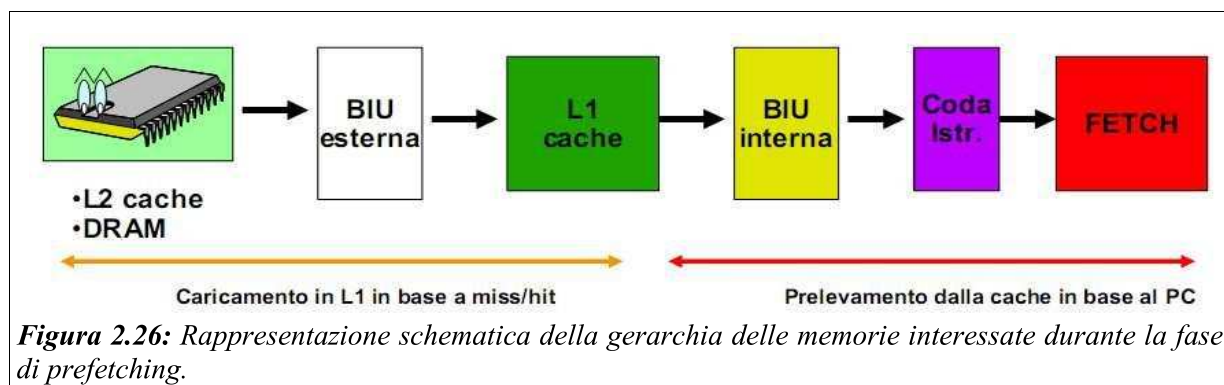 BIU
esterna
L1
cache
BIU
interna
Coda
Istr.
FETCH
•L2 cache
•DRAM
Caricamento in L1 in base a miss/hit
Prelevamento dalla cache in base al PC
Figura 2.26: Rappresentazione schematica della gerarchia delle memorie interessate durante la fase
di prefetching.